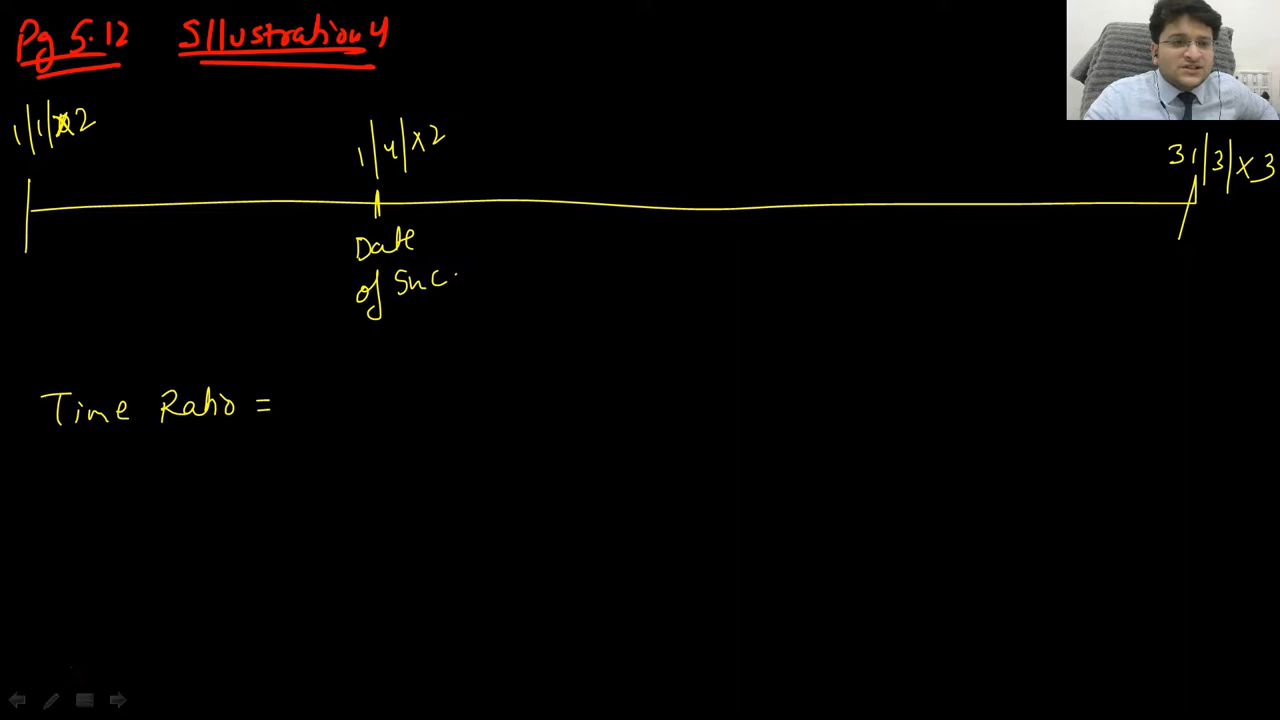 Pg 5.12 Illustration 4
1/1/X2
1/4/X2
31/3/X3
Date
of Inc.
Time Ratio =